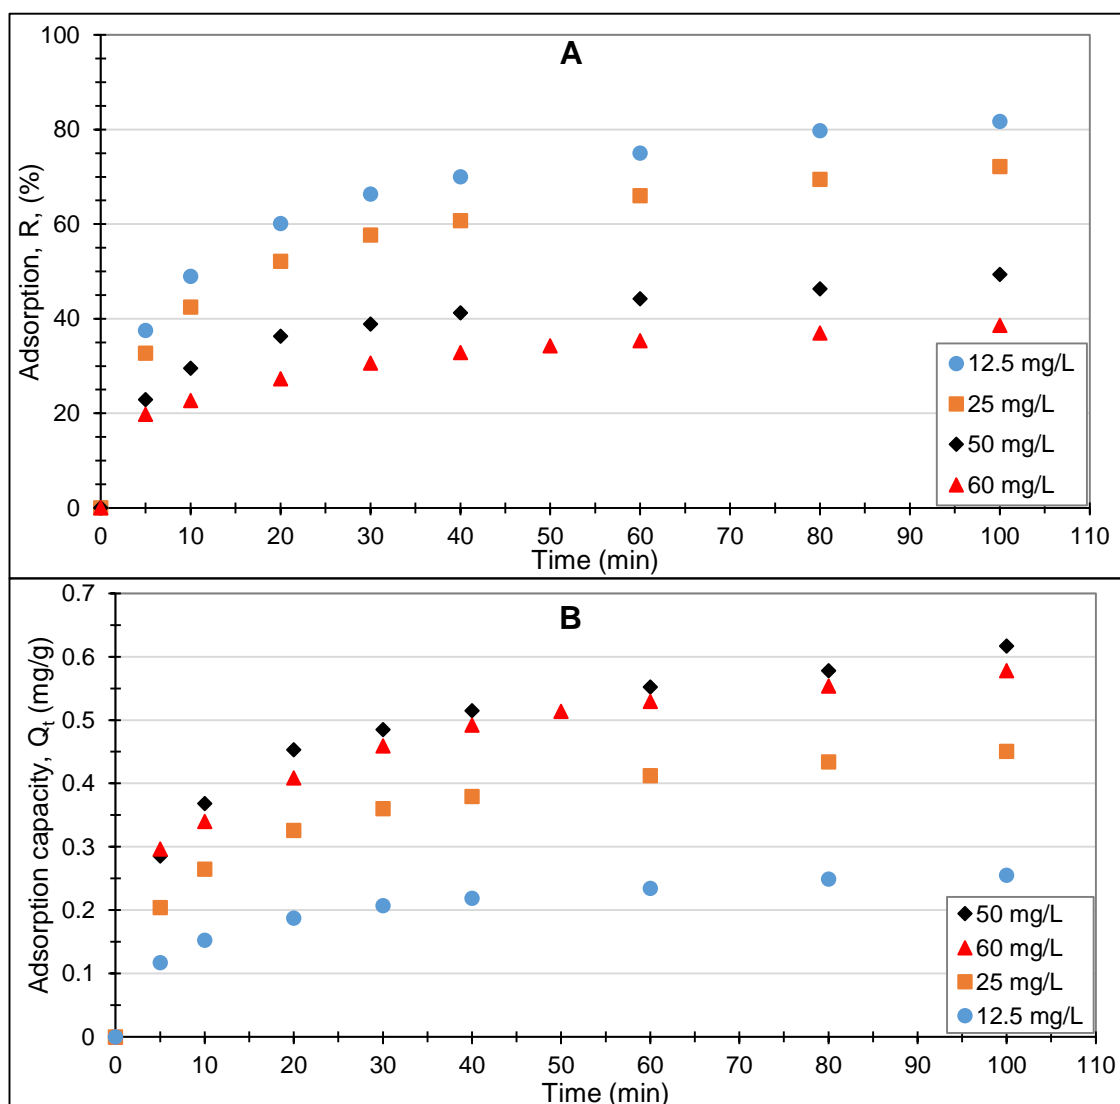 A
Adsorption, R, (%)
100
80
60
40
20
0
0 10 20 30 40 50 60 70 80 90 100 110
Time (min)
12.5 mg/L
25 mg/L
50 mg/L
60 mg/L
B
Adsorption capacity, Qt (mg/g)
0.7
0.6
0.5
0.4
0.3
0.2
0.1
0
0 10 20 30 40 50 60 70 80 90 100 110
Time (min)
50 mg/L
60 mg/L
25 mg/L
12.5 mg/L